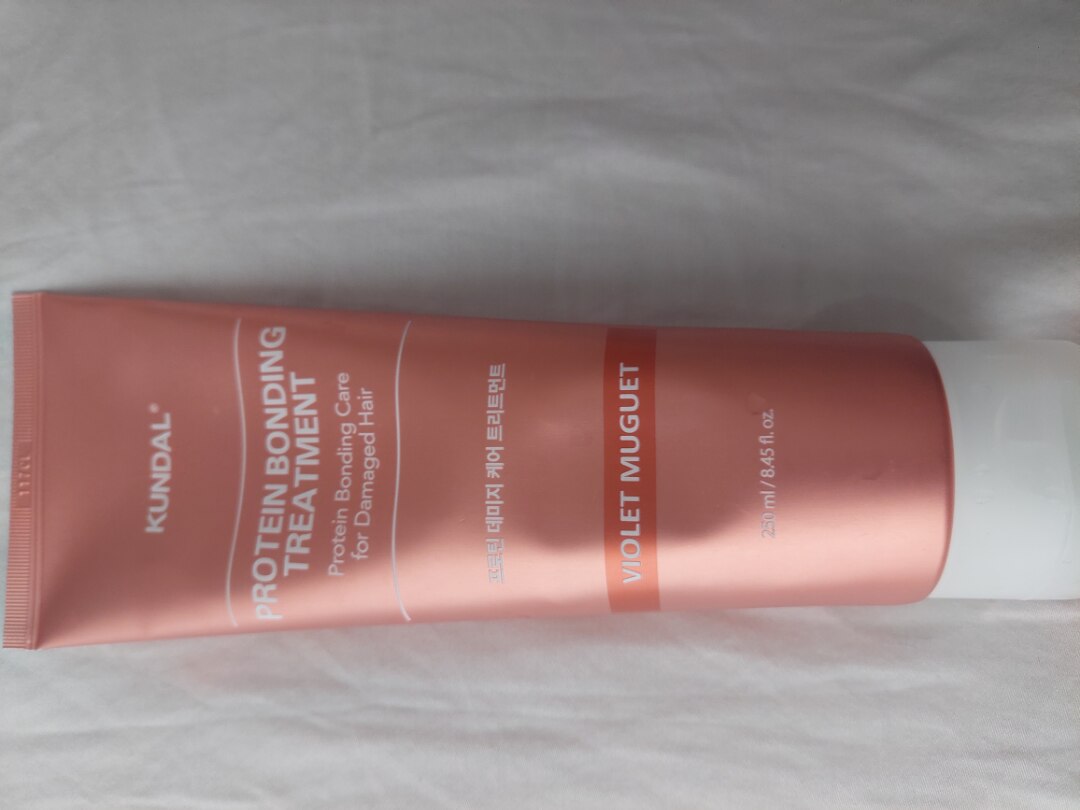 KUNDAL®
PROTEIN BONDING
TREATMENT
Protein Bonding Care
for Damaged Hair
프로틴 데미지 케어 트리트먼트
VIOLET MUGUET
250 ml / 8.45 fl. oz.